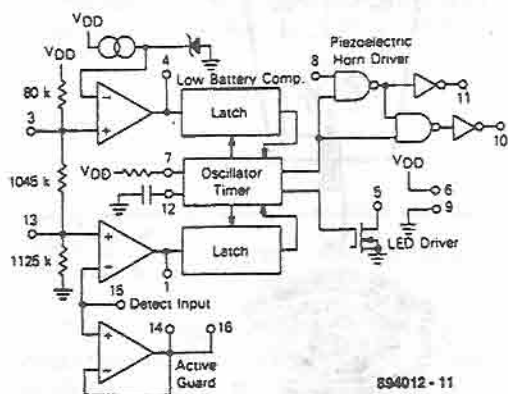 VDD
VDD
80 k
3
1045 k
13
1125 k
4
Low Battery Comp.
Latch
VDD
7
12
Oscillator
Timer
Latch
1
15
Detect Input
14
16
Active
Guard
8
Piezoelectric
Horn Driver
11
10
VDD
6
9
5
LED Driver
894012-11